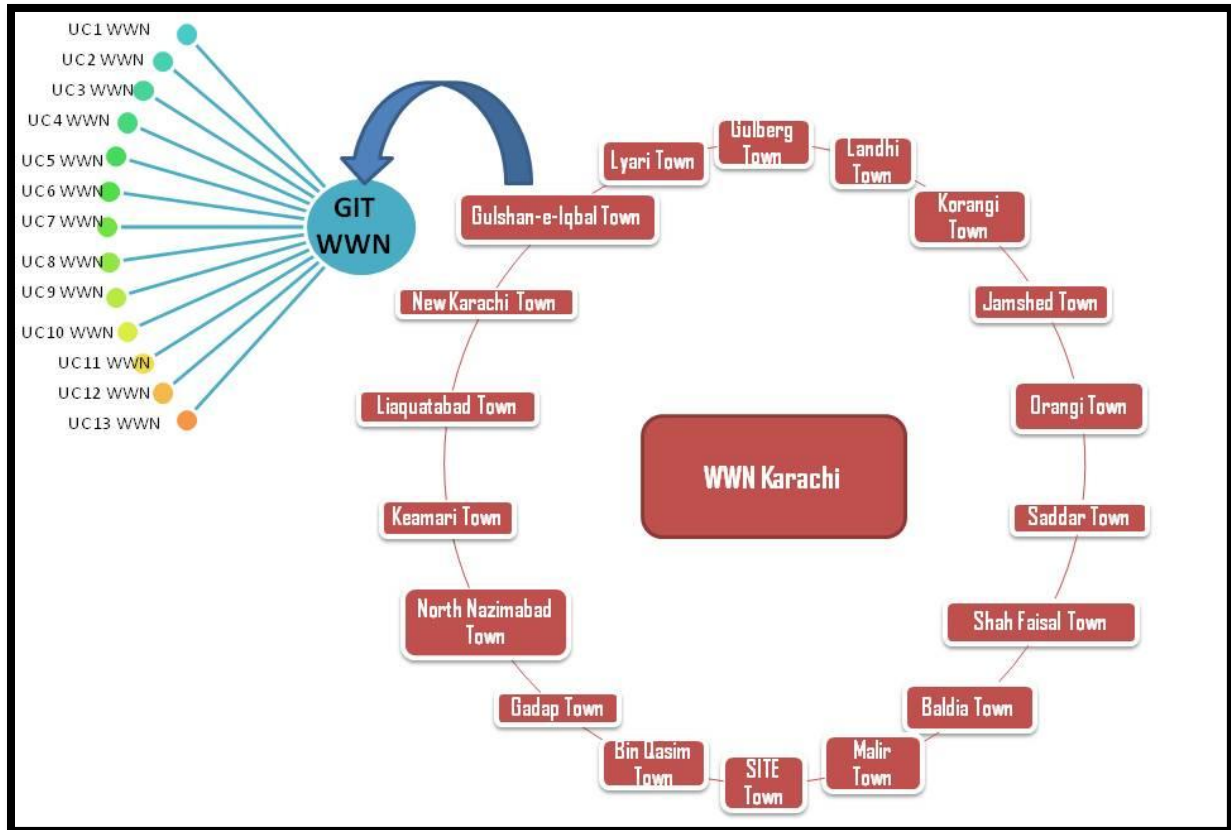 UC1 WWN
UC2 WWN
UC3 WWN
UC4 WWN
UC5 WWN
UC6 WWN
UC7 WWN
UC8 WWN
UC9 WWN
UC10 WWN
UC11 WWN
UC12 WWN
UC13 WWN
GIT
WWN
Gulshan-e-Iqbal Town
Lyari Town
Gulberg
Town
Landhi
Town
Korangi
Town
Jamshed Town
Orangi Town
Saddar Town
Shah Faisal Town
Baldia Town
Malir
Town
SITE
Town
Bin Qasim
Town
Gadap Town
North Nazimabad
Town
Keamari Town
Liaquatabad Town
New Karachi Town
WWN Karachi